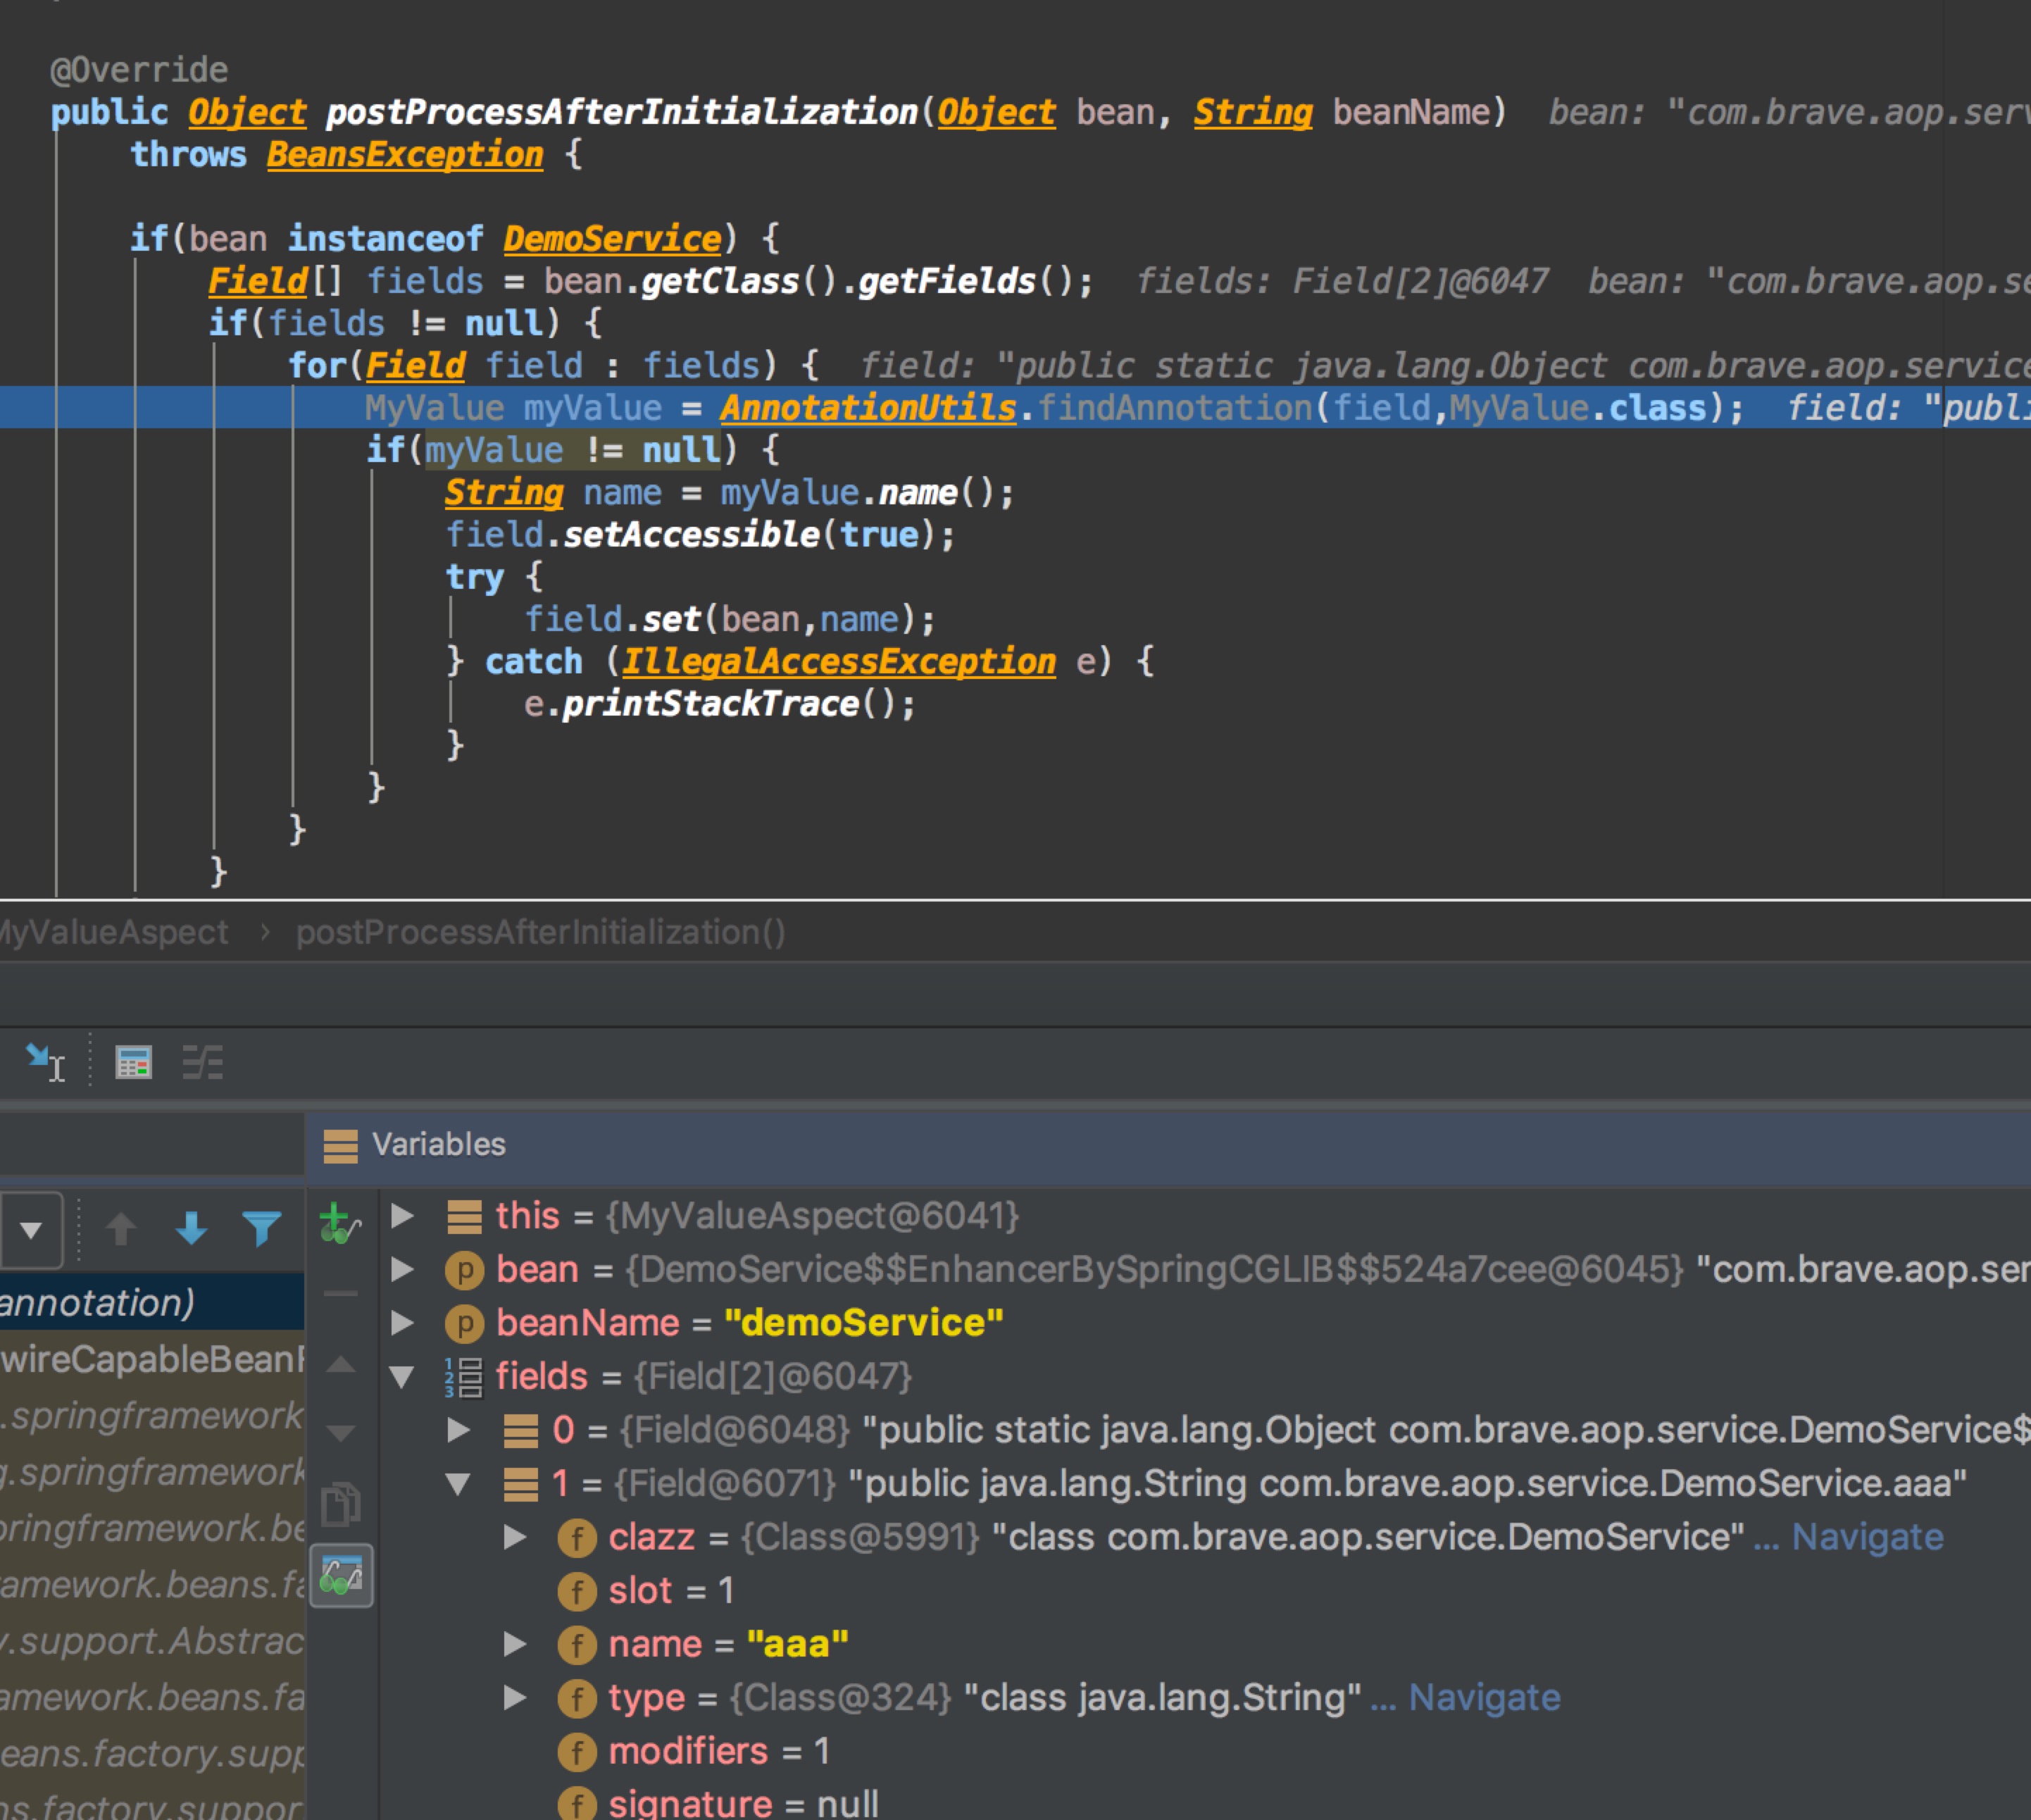 @Override
public Object postProcessAfterInitialization(Object bean, String beanName)  bean: "com.brave.aop.serv
throws BeansException {
if(bean instanceof DemoService) {
Field[] fields = bean.getClass().getFields();  fields: Field[2]@6047  bean: "com.brave.aop.se
if(fields != null) {
for(Field field : fields) {  field: "public static java.lang.Object com.brave.aop.service
MyValue myValue = AnnotationUtils.findAnnotation(field,MyValue.class);  field: "publi
if(myValue != null) {
String name = myValue.name();
field.setAccessible(true);
try {
field.set(bean,name);
} catch (IllegalAccessException e) {
e.printStackTrace();
}
}
}
}
MyValueAspect › postProcessAfterInitialization()
Variables
this = {MyValueAspect@6041}
bean = {DemoService$$EnhancerBySpringCGLIB$$524a7cee@6045} "com.brave.aop.ser
annotation)
beanName = "demoService"
wireCapableBeanF
fields = {Field[2]@6047}
.springframework
0 = {Field@6048} "public static java.lang.Object com.brave.aop.service.DemoService$
g.springframework
1 = {Field@6071} "public java.lang.String com.brave.aop.service.DemoService.aaa"
pringframework.be
clazz = {Class@5991} "class com.brave.aop.service.DemoService" ... Navigate
ramework.beans.fa
slot = 1
y.support.Abstrac
name = "aaa"
amework.beans.fa
type = {Class@324} "class java.lang.String" ... Navigate
eans.factory.supp
modifiers = 1
ns.factory.suppor
signature = null